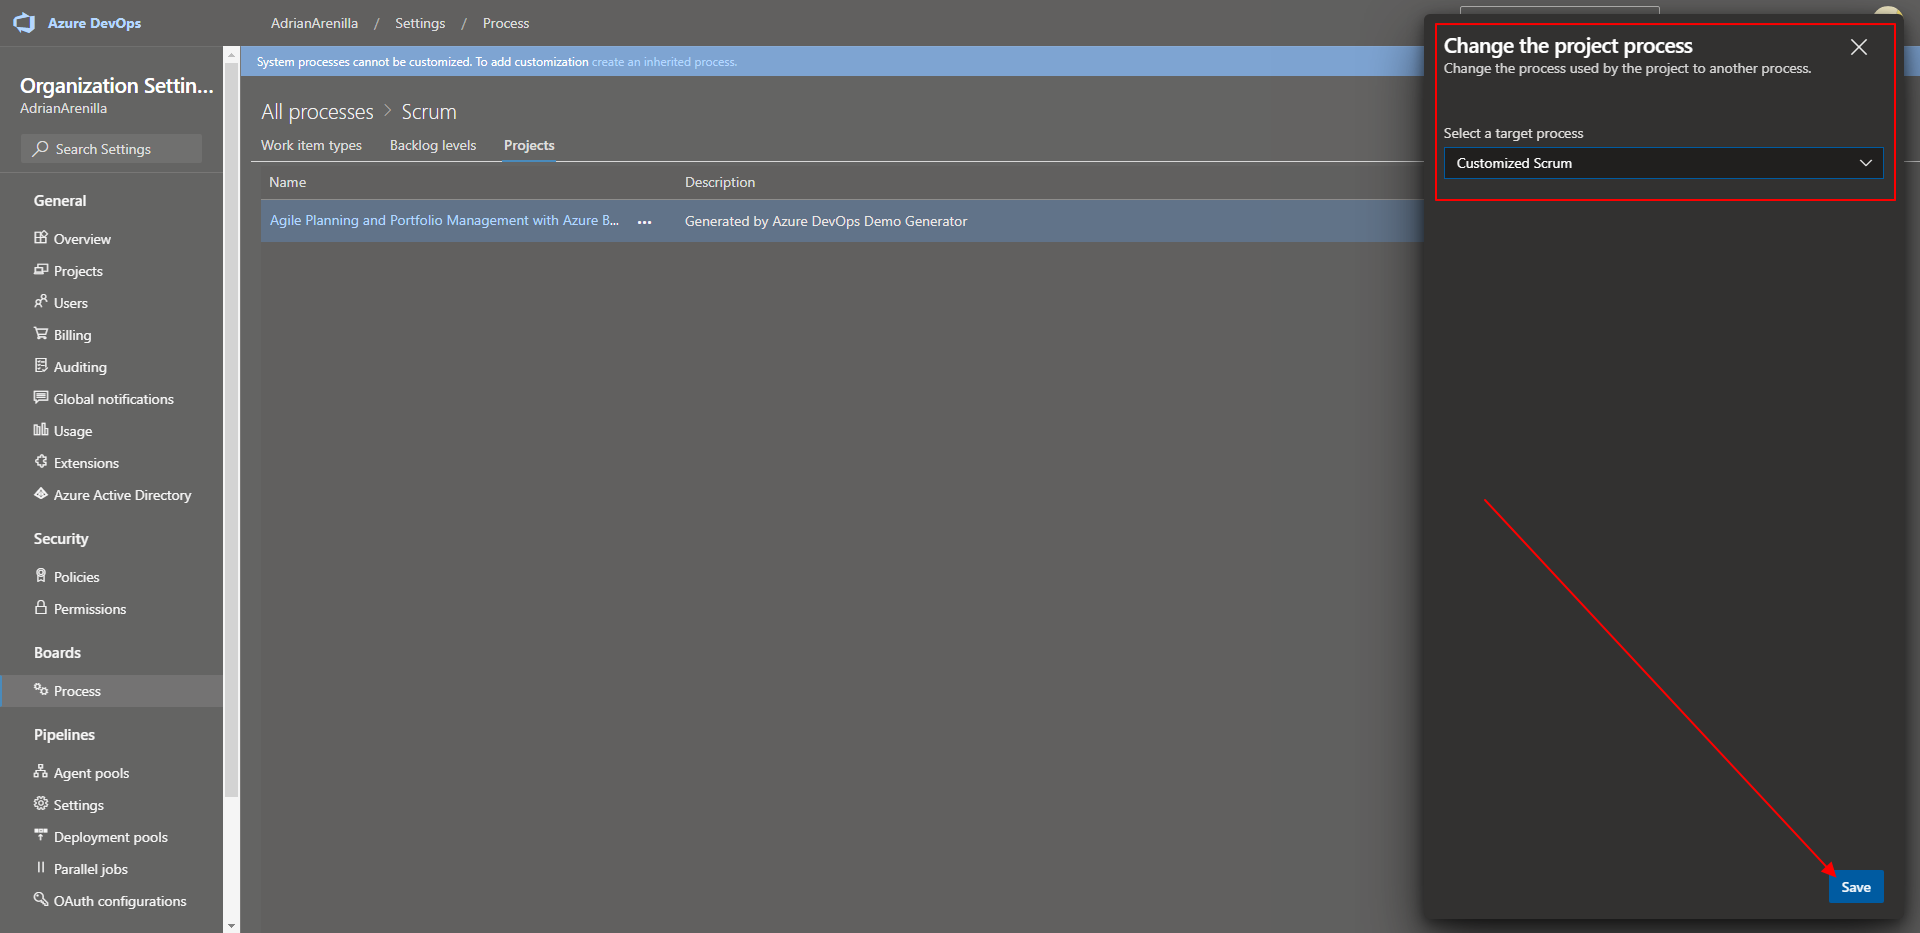 Azure DevOps
AdrianArenilla / Settings / Process
Organization Settin...
AdrianArenilla
Search Settings
General
Overview
Projects
Users
Billing
Auditing
Global notifications
Usage
Extensions
Azure Active Directory
Security
Policies
Permissions
Boards
Process
Pipelines
Agent pools
Settings
Deployment pools
Parallel jobs
OAuth configurations
System processes cannot be customized. To add customization create an inherited process.
All processes > Scrum
Work item types Backlog levels Projects
Name Description
Agile Planning and Portfolio Management with Azure B... ... Generated by Azure DevOps Demo Generator
Change the project process
Change the process used by the project to another process.
Select a target process
Customized Scrum
Save